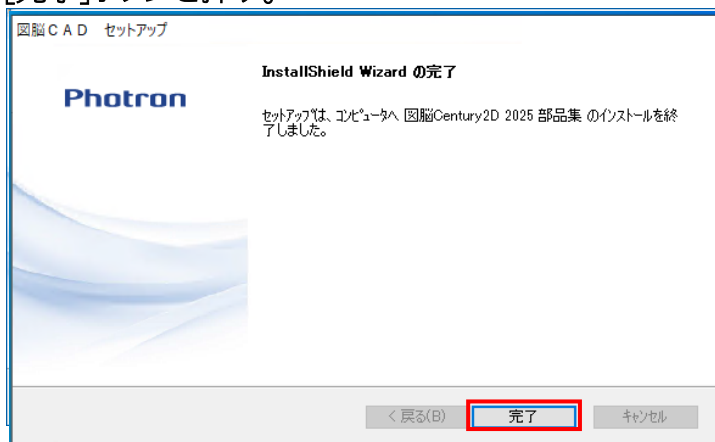 [完了]ボタンを押す。
図脳CAD セットアップ
InstallShield Wizard の完了
Photron
セットアップは、コンピュータへ 図脳Century2D 2025 部品集 のインストールを終
了しました。
< 戻る(B)
完了
キャンセル